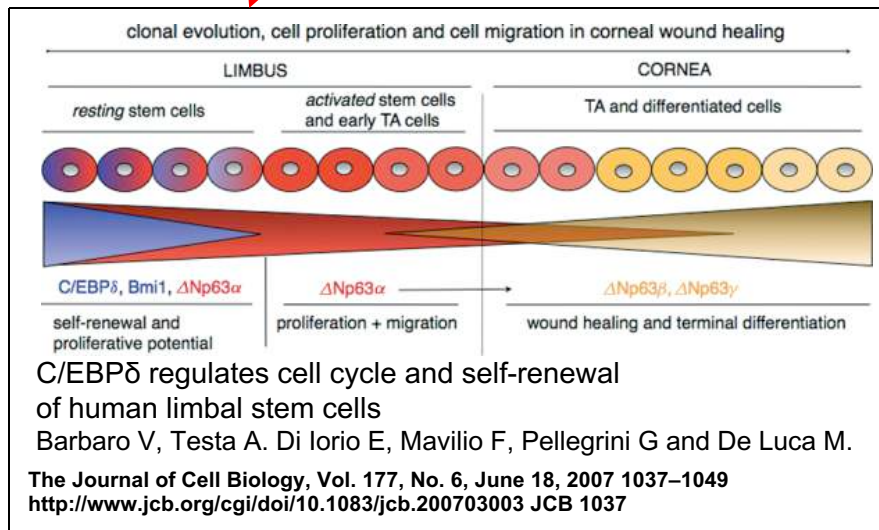 clonal evolution, cell proliferation and cell migration in corneal wound healing
LIMBUS
CORNEA
resting stem cells
activated stem cells
and early TA cells
TA and differentiated cells
C/EBPδ, Bmi1, ΔNp63α
ΔNp63α
ΔNp63β, ΔNp63γ
self-renewal and
proliferative potential
proliferation + migration
wound healing and terminal differentiation
C/EBPδ regulates cell cycle and self-renewal
of human limbal stem cells
Barbaro V, Testa A. Di Iorio E, Mavilio F, Pellegrini G and De Luca M.
The Journal of Cell Biology, Vol. 177, No. 6, June 18, 2007 1037–1049
http://www.jcb.org/cgi/doi/10.1083/jcb.200703003 JCB 1037